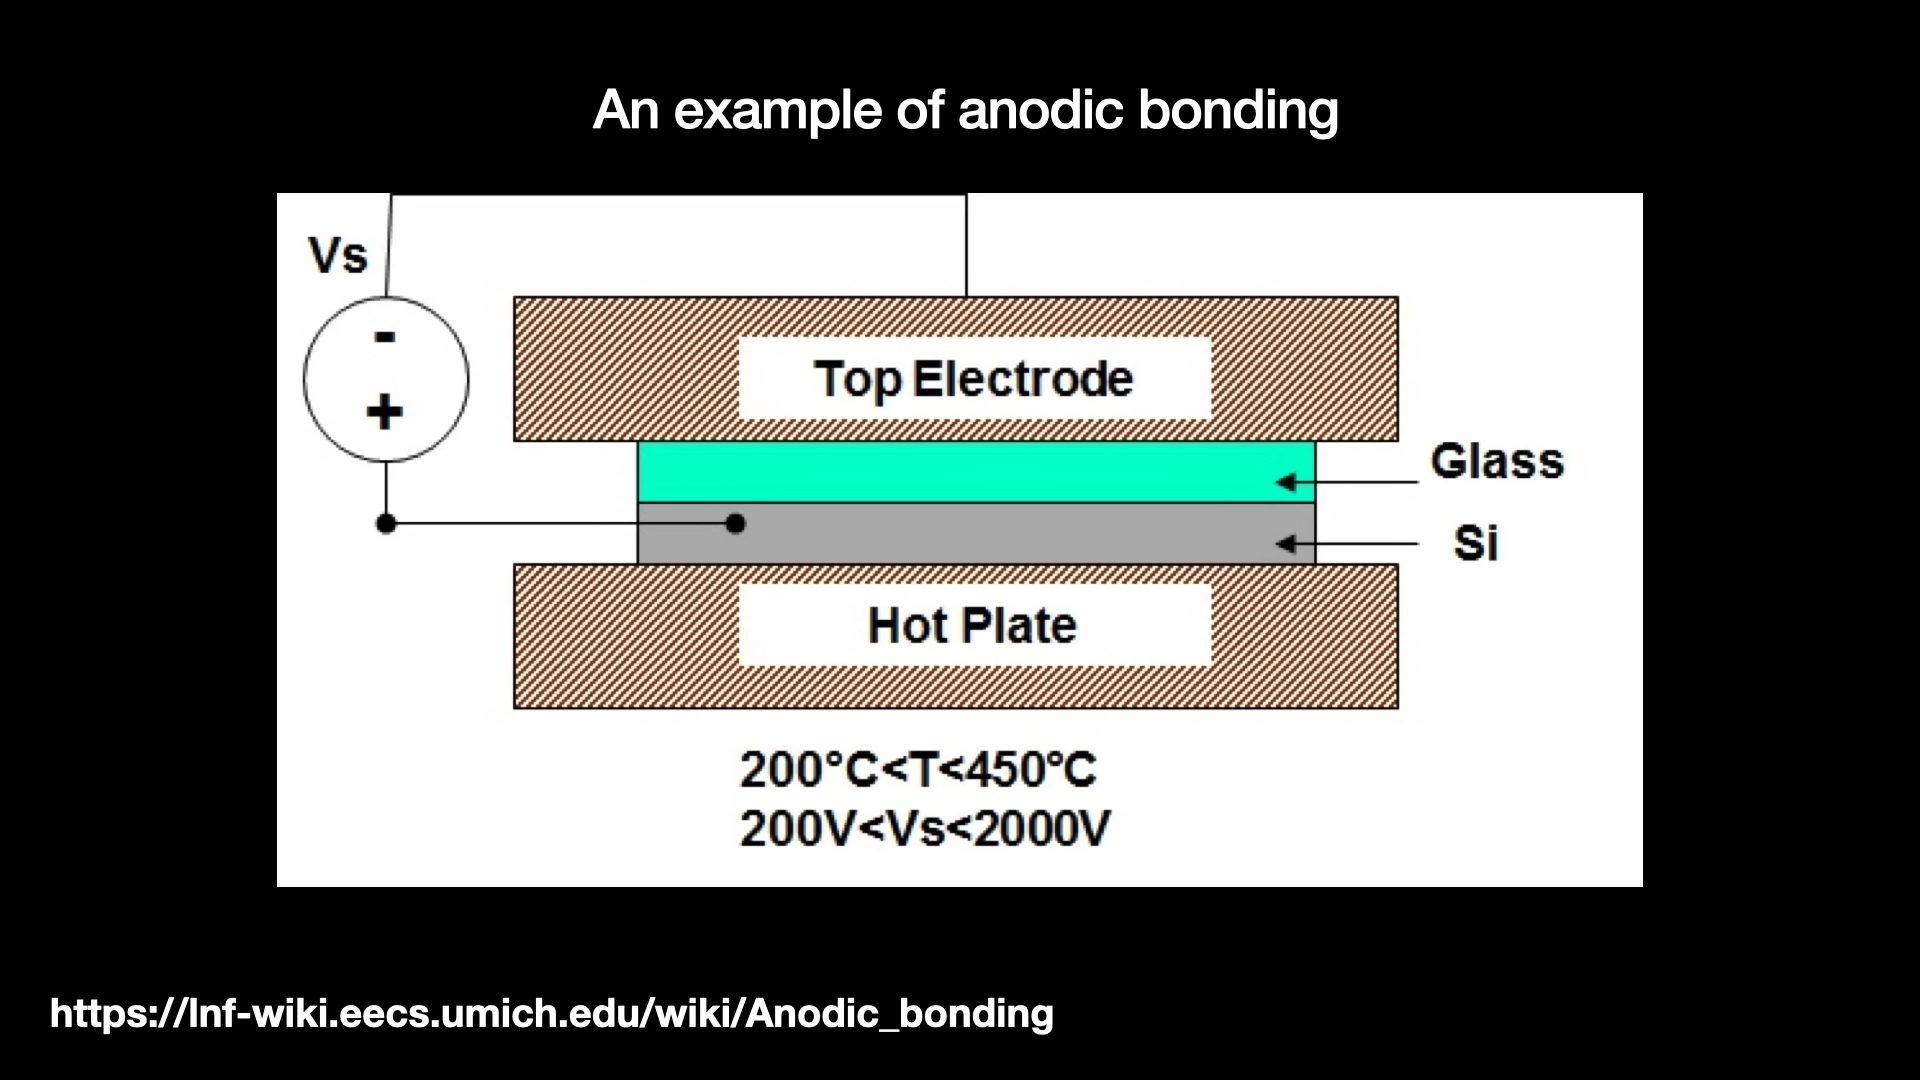 An example of anodic bonding
Vs
-
+
Top Electrode
Glass
Si
Hot Plate
200°C<T<450°C
200V<Vs<2000V
https://lnf-wiki.eecs.umich.edu/wiki/Anodic_bonding